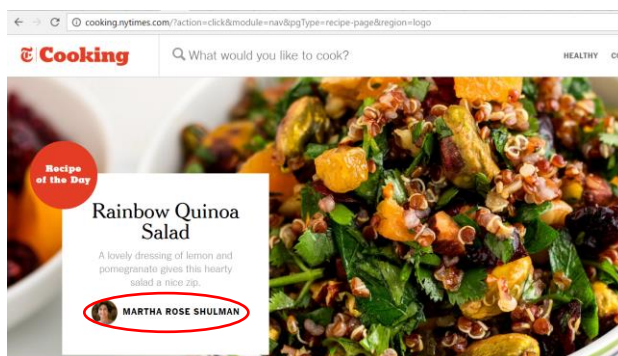 cooking.nytimes.com/?action=click&module=nav&pgType=recipe-page&region=logo
Cooking
What would you like to cook?
HEALTHY
Recipe
of the Day
Rainbow Quinoa
Salad
A lovely dressing of lemon and
pomegranate gives this hearty
salad a nice zip.
MARTHA ROSE SHULMAN